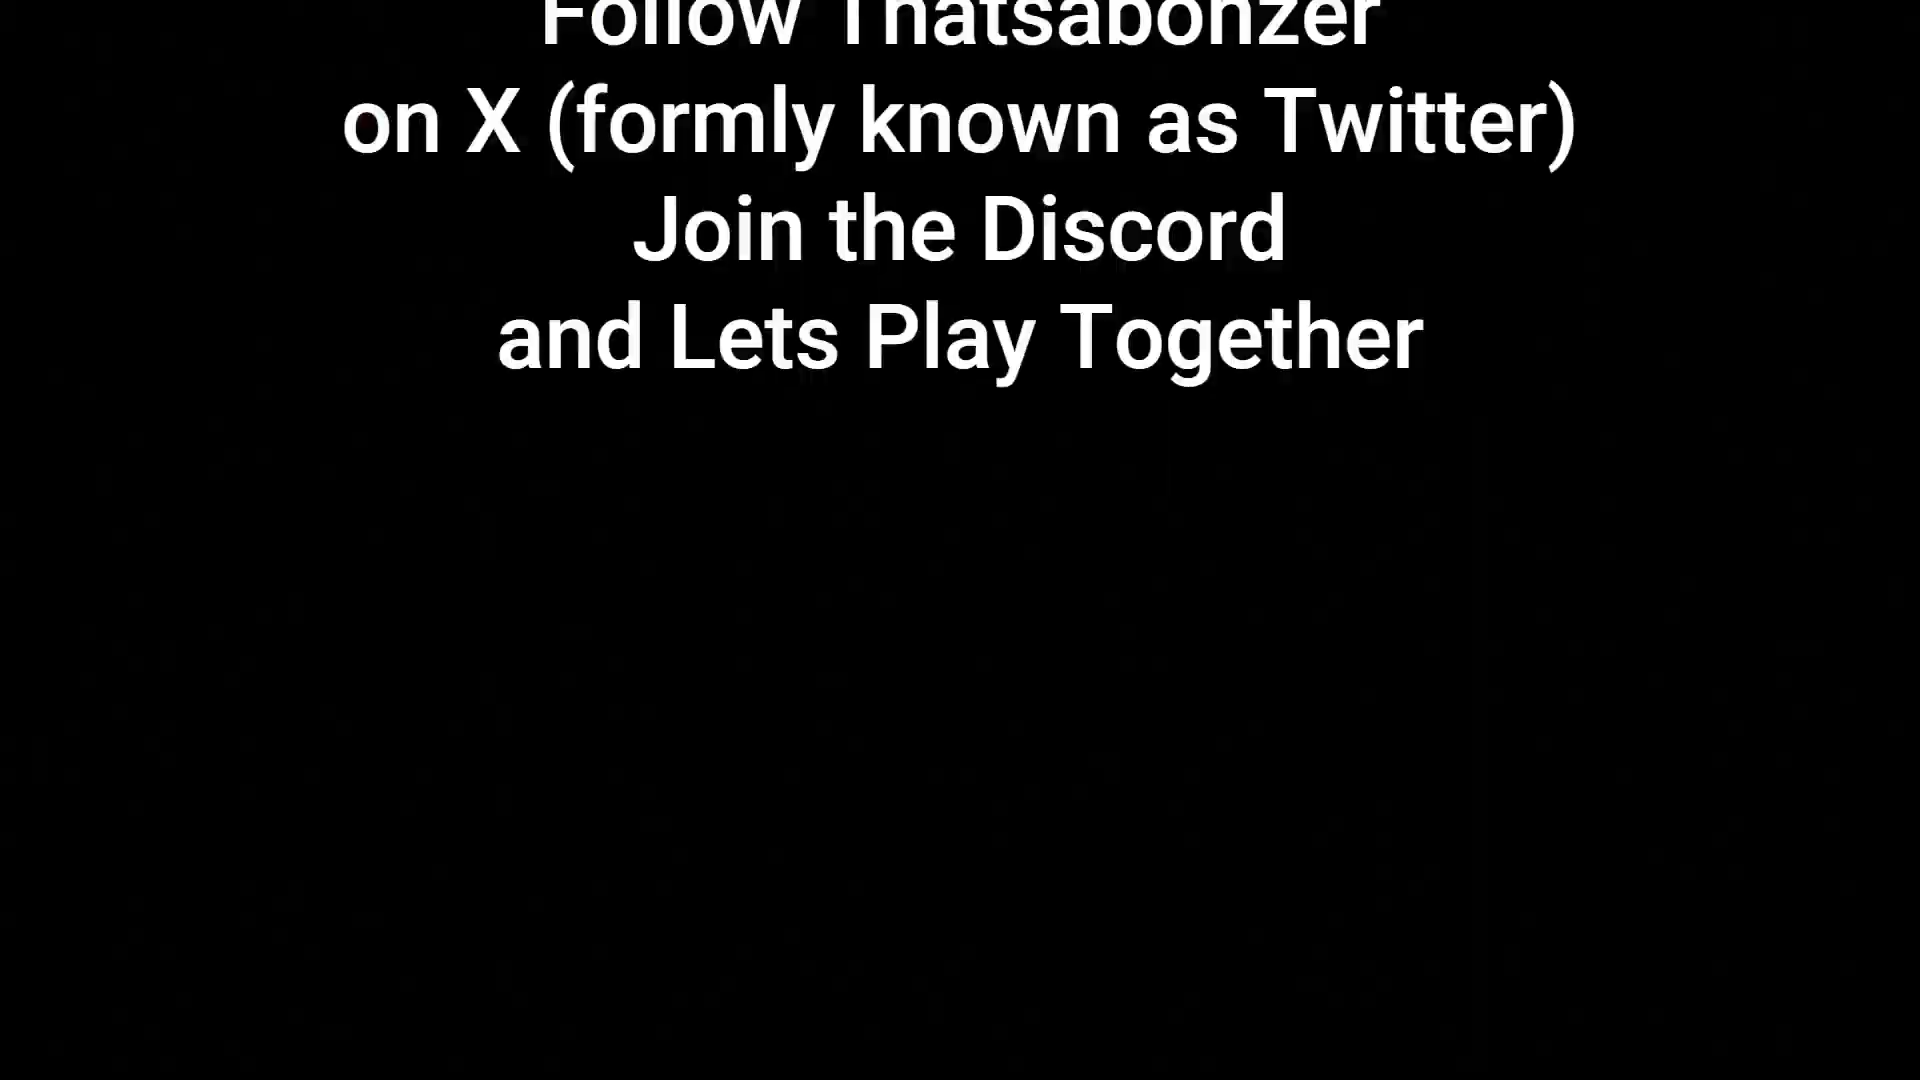 Follow Thatsabonzer
on X (formly known as Twitter)
Join the Discord
and Lets Play Together